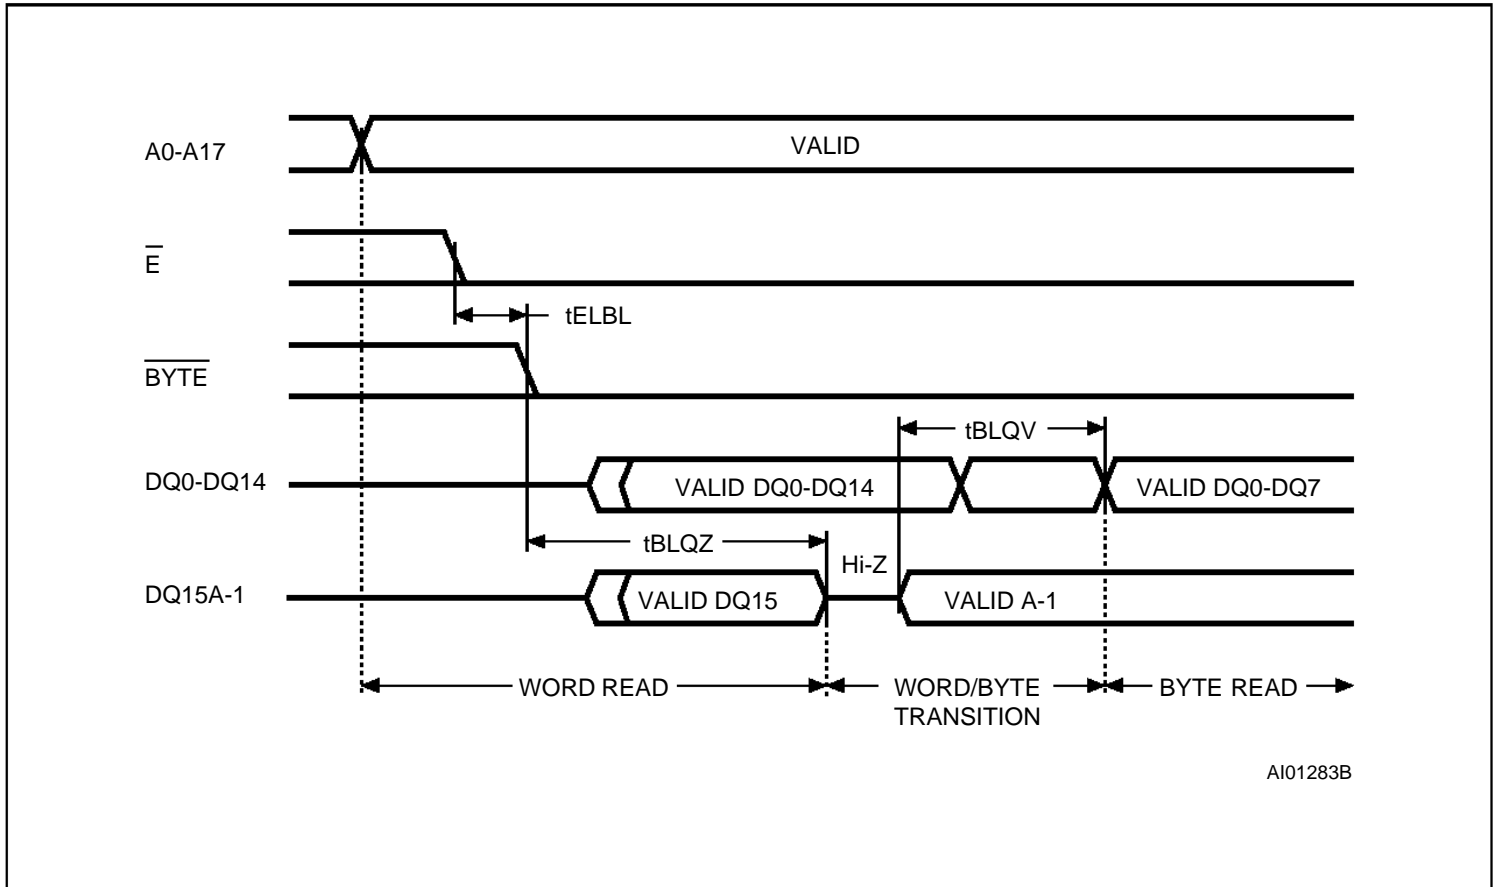 A0-A17
VALID
E
tELBL
BYTE
tBLQV
DQ0-DQ14
VALID DQ0-DQ14
VALID DQ0-DQ7
tBLQZ
Hi-Z
DQ15A-1
VALID DQ15
VALID A-1
WORD READ
WORD/BYTE
TRANSITION
BYTE READ
AI01283B